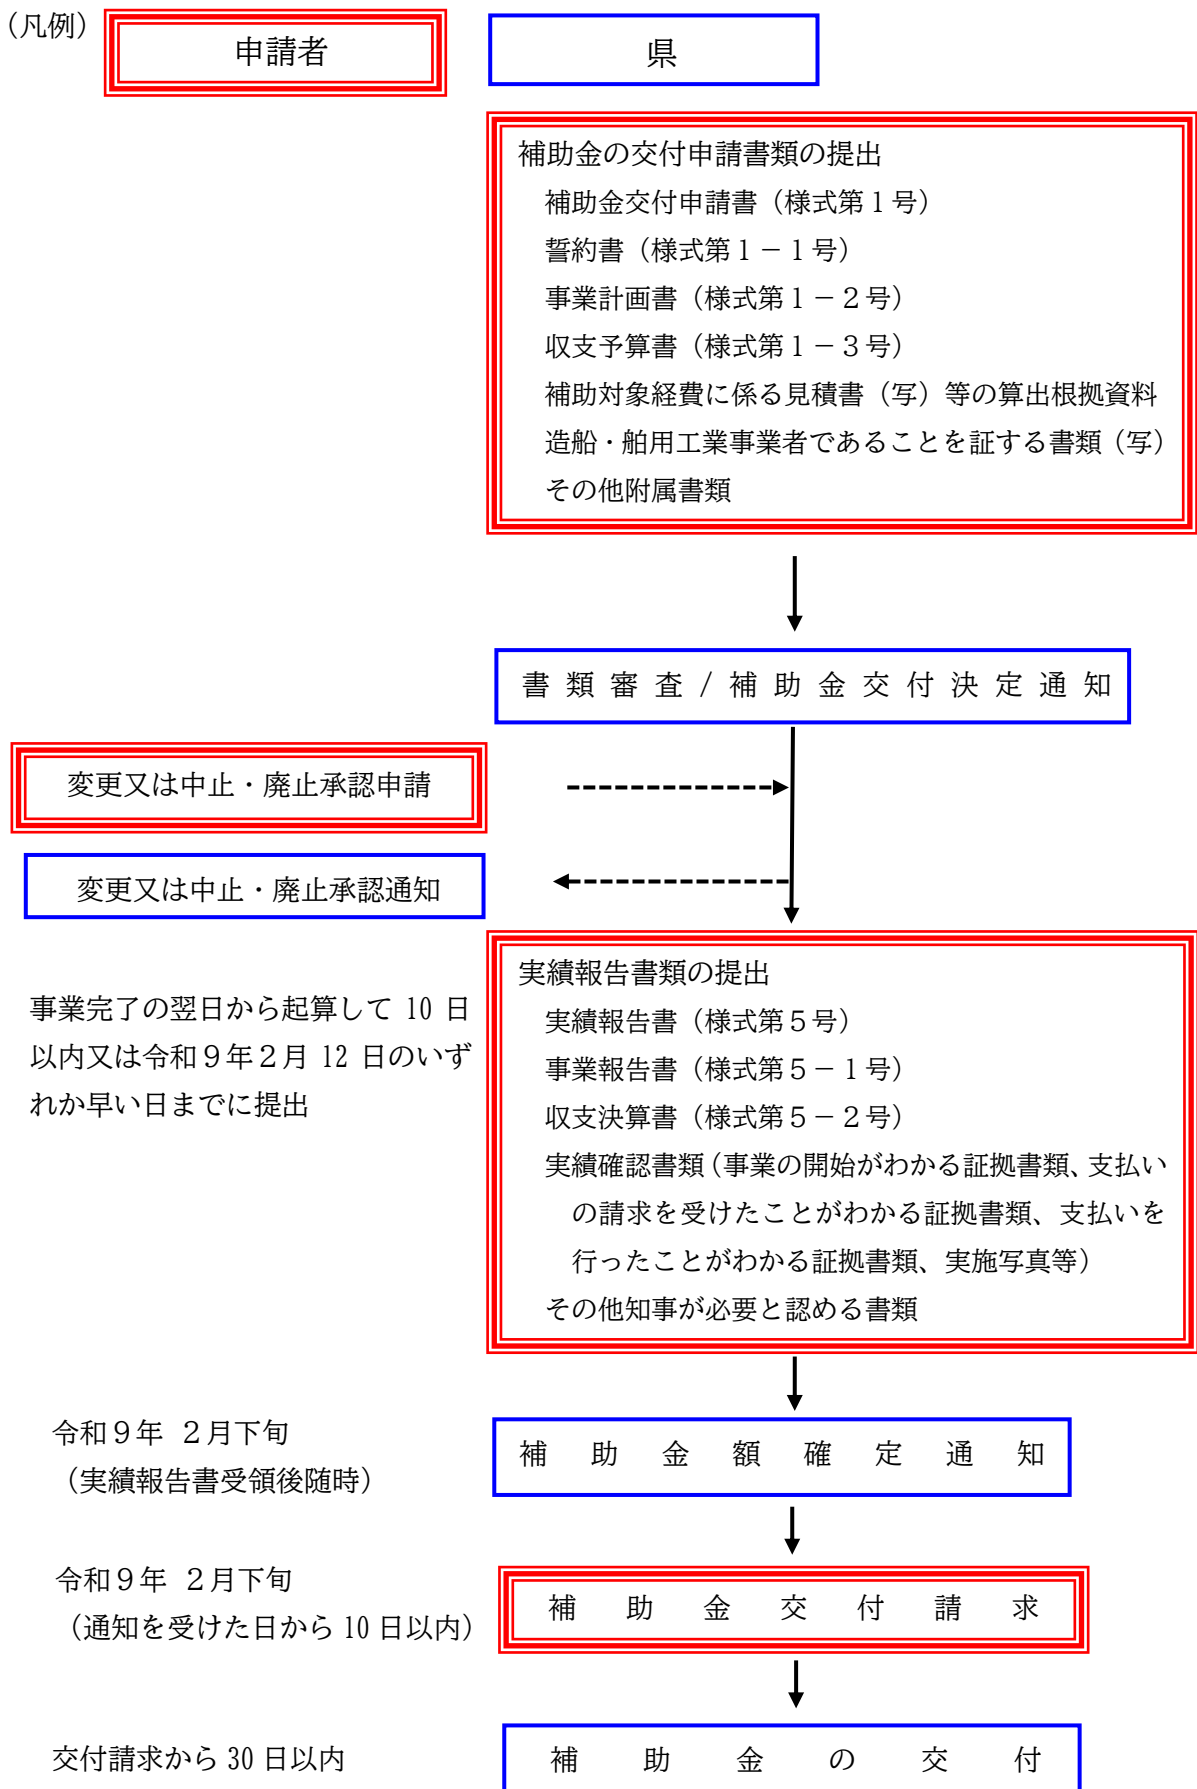 （凡例）
申請者
県
補助金の交付申請書類の提出
補助金交付申請書（様式第１号）
誓約書（様式第１－１号）
事業計画書（様式第１－２号）
収支予算書（様式第１－３号）
補助対象経費に係る見積書（写）等の算出根拠資料
造船・舶用工業事業者であることを証する書類（写）
その他附属書類
書類審査/補助金交付決定通知
変更又は中止・廃止承認申請
変更又は中止・廃止承認通知
事業完了の翌日から起算して 10 日
以内又は令和９年２月 12 日のいず
れか早い日までに提出
実績報告書類の提出
実績報告書（様式第５号）
事業報告書（様式第５－１号）
収支決算書（様式第５－２号）
実績確認書類（事業の開始がわかる証拠書類、支払い
の請求を受けたことがわかる証拠書類、支払いを
行ったことがわかる証拠書類、実施写真等）
その他知事が必要と認める書類
令和９年 ２月下旬
（実績報告書受領後随時）
補助金額確定通知
令和９年 ２月下旬
（通知を受けた日から 10 日以内）
補助金交付請求
交付請求から 30 日以内
補助金の交付